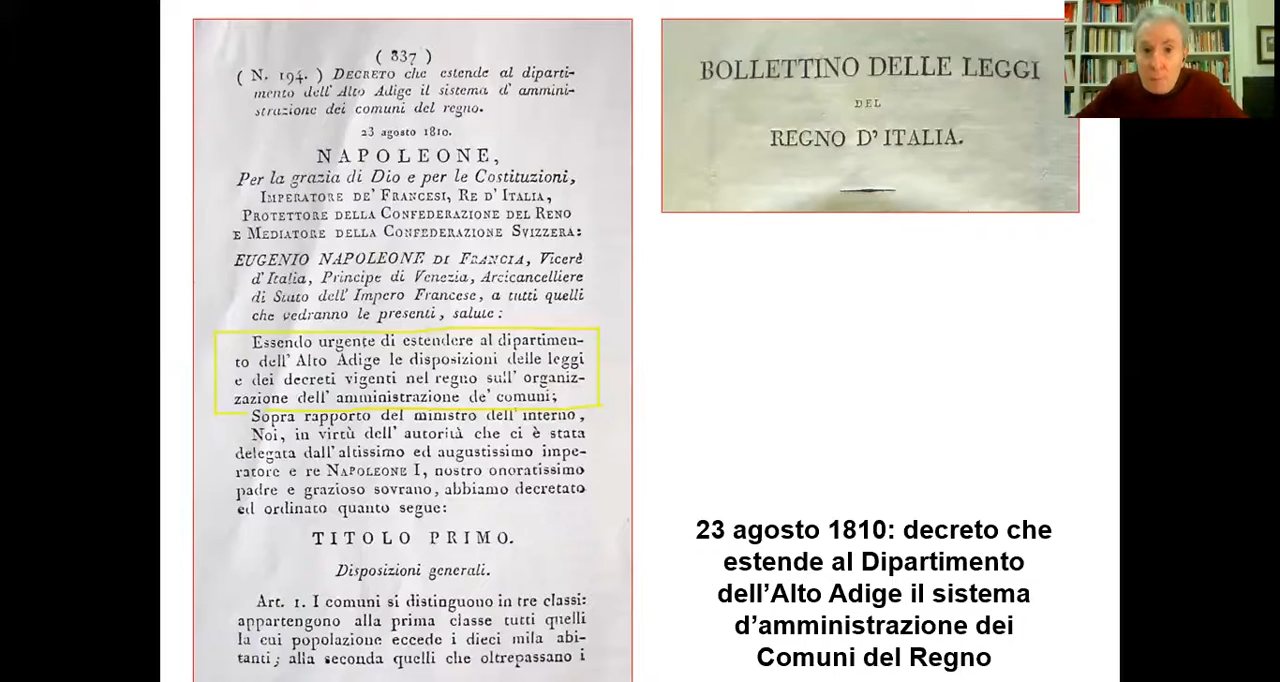 ( 337 )
( N. 194. ) DECRETO che estende al diparti-
mento dell' Alto Adige il sistema d' ammini-
strazione dei comuni del regno.
23 agosto 1810.
NAPOLEONE,
Per la grazia di Dio e per le Costituzioni,
IMPERATORE DE' FRANCESI, RE D'ITALIA,
PROTETTORE DELLA CONFEDERAZIONE DEL RENO
E MEDIATORE DELLA CONFEDERAZIONE SVIZZERA:
EUGENIO NAPOLEONE DI FRANCIA, Vicerè
d'Italia, Principe di Venezia, Arcicancelliere
di Stato dell' Impero Francese, a tutti quelli
che vedranno le presenti, salute:
Essendo urgente di estendere al dipartimen-
to dell' Alto Adige le disposizioni delle leggi
e dei decreti vigenti nel regno sull' organiz-
zazione dell' amministrazione de' comuni;
Sopra rapporto del ministro dell' interno,
Noi, in virtù dell' autorità che ci è stata
delegata dall'altissimo ed augustissimo impe-
ratore e re NAPOLEONE I, nostro onoratissimo
padre e grazioso sovrano, abbiamo decretato
ed ordinato quanto segue:
TITOLO PRIMO.
Disposizioni generali.
Art. 1. I comuni si distinguono in tre classi:
appartengono alla prima classe tutti quelli
la cui popolazione eccede i dieci mila abi-
tanti; alla seconda quelli che oltrepassano i
BOLLETTINO DELLE LEGGI
DEL
REGNO D'ITALIA.
23 agosto 1810: decreto che
estende al Dipartimento
dell'Alto Adige il sistema
d'amministrazione dei
Comuni del Regno